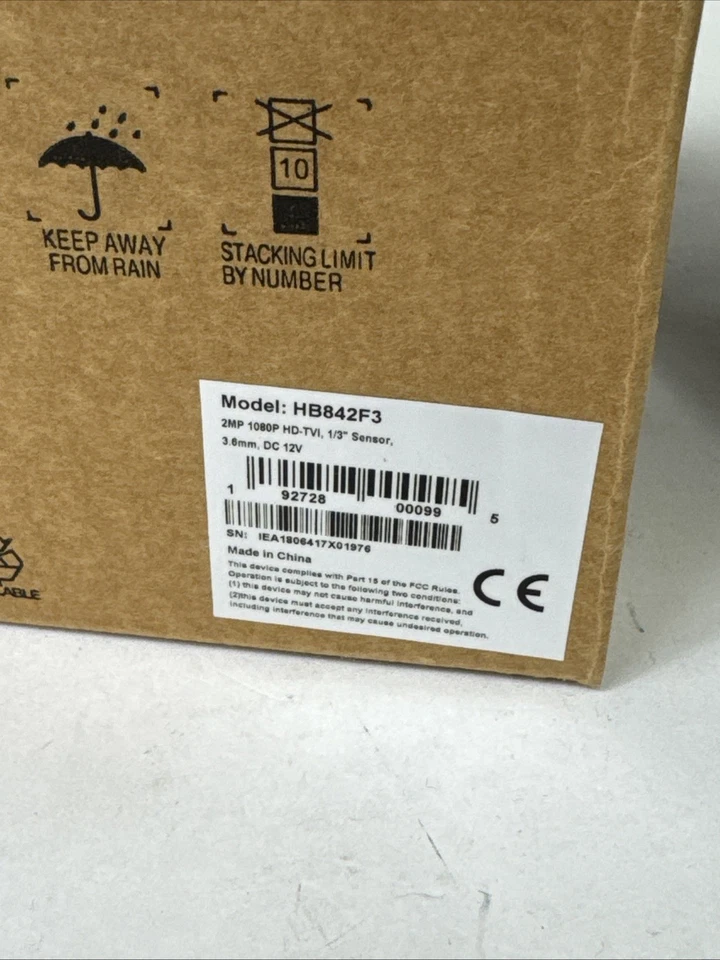 10
KEEP AWAY
FROM RAIN
STACKING LIMIT
BY NUMBER
Model: HB842F3
2MP 1080P HD-TVI, 1/3" Sensor,
3.6mm, DC 12V
1 92728 00099 5
SN: IEA1806417X01976
Made in China
This device complies with Part 15 of the FCC Rules.
Operation is subject to the following two conditions:
(1) this device may not cause harmful interference, and
(2)this device must accept any interference received,
including interference that may cause undesired operation.
CE